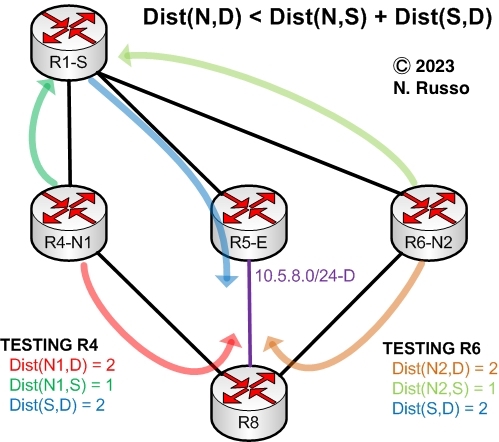 Dist(N,D) < Dist(N,S) + Dist(S,D)
R1-S
© 2023
N. Russo
R4-N1
R5-E
R6-N2
10.5.8.0/24-D
TESTING R4
Dist(N1,D) = 2
Dist(N1,S) = 1
Dist(S,D) = 2
TESTING R6
Dist(N2,D) = 2
Dist(N2,S) = 1
Dist(S,D) = 2
R8